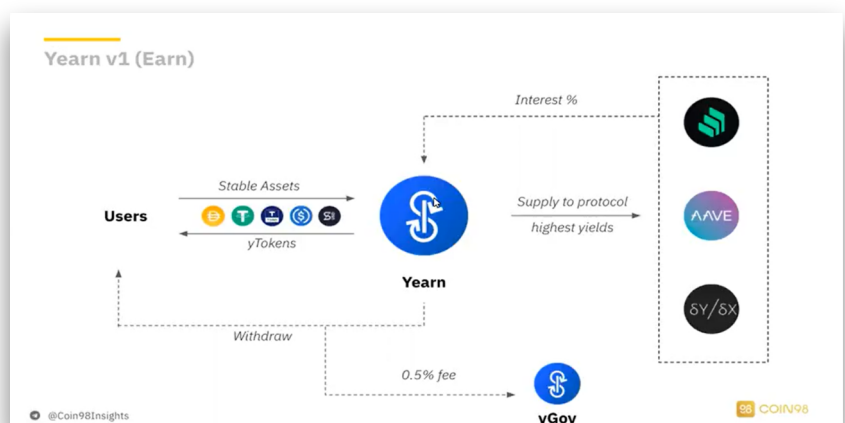 Yearn v1 (Earn)
Interest %
Stable Assets
Users
yTokens
Yearn
Supply to protocol
highest yields
AAVE
δY/δX
Withdraw
0.5% fee
yGov
@Coin98Insights
98 COIN98